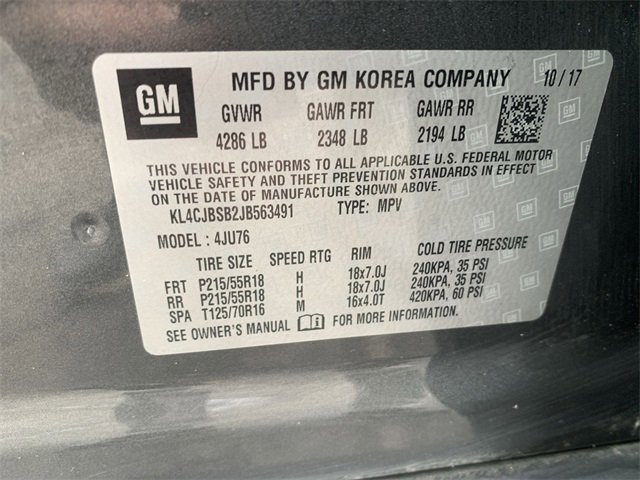 GM MFD BY GM KOREA COMPANY 10/17
GVWR GAWR FRT GAWR RR
4286 LB 2348 LB 2194 LB
THIS VEHICLE CONFORMS TO ALL APPLICABLE U.S. FEDERAL MOTOR
VEHICLE SAFETY AND THEFT PREVENTION STANDARDS IN EFFECT
ON THE DATE OF MANUFACTURE SHOWN ABOVE.
KL4CJBSB2JB563491 TYPE: MPV
MODEL : 4JU76
TIRE SIZE SPEED RTG RIM COLD TIRE PRESSURE
FRT P215/55R18 H 18x7.0J 240KPA, 35 PSI
RR P215/55R18 H 18x7.0J 240KPA, 35 PSI
SPA T125/70R16 M 16x4.0T 420KPA, 60 PSI
SEE OWNER'S MANUAL FOR MORE INFORMATION.